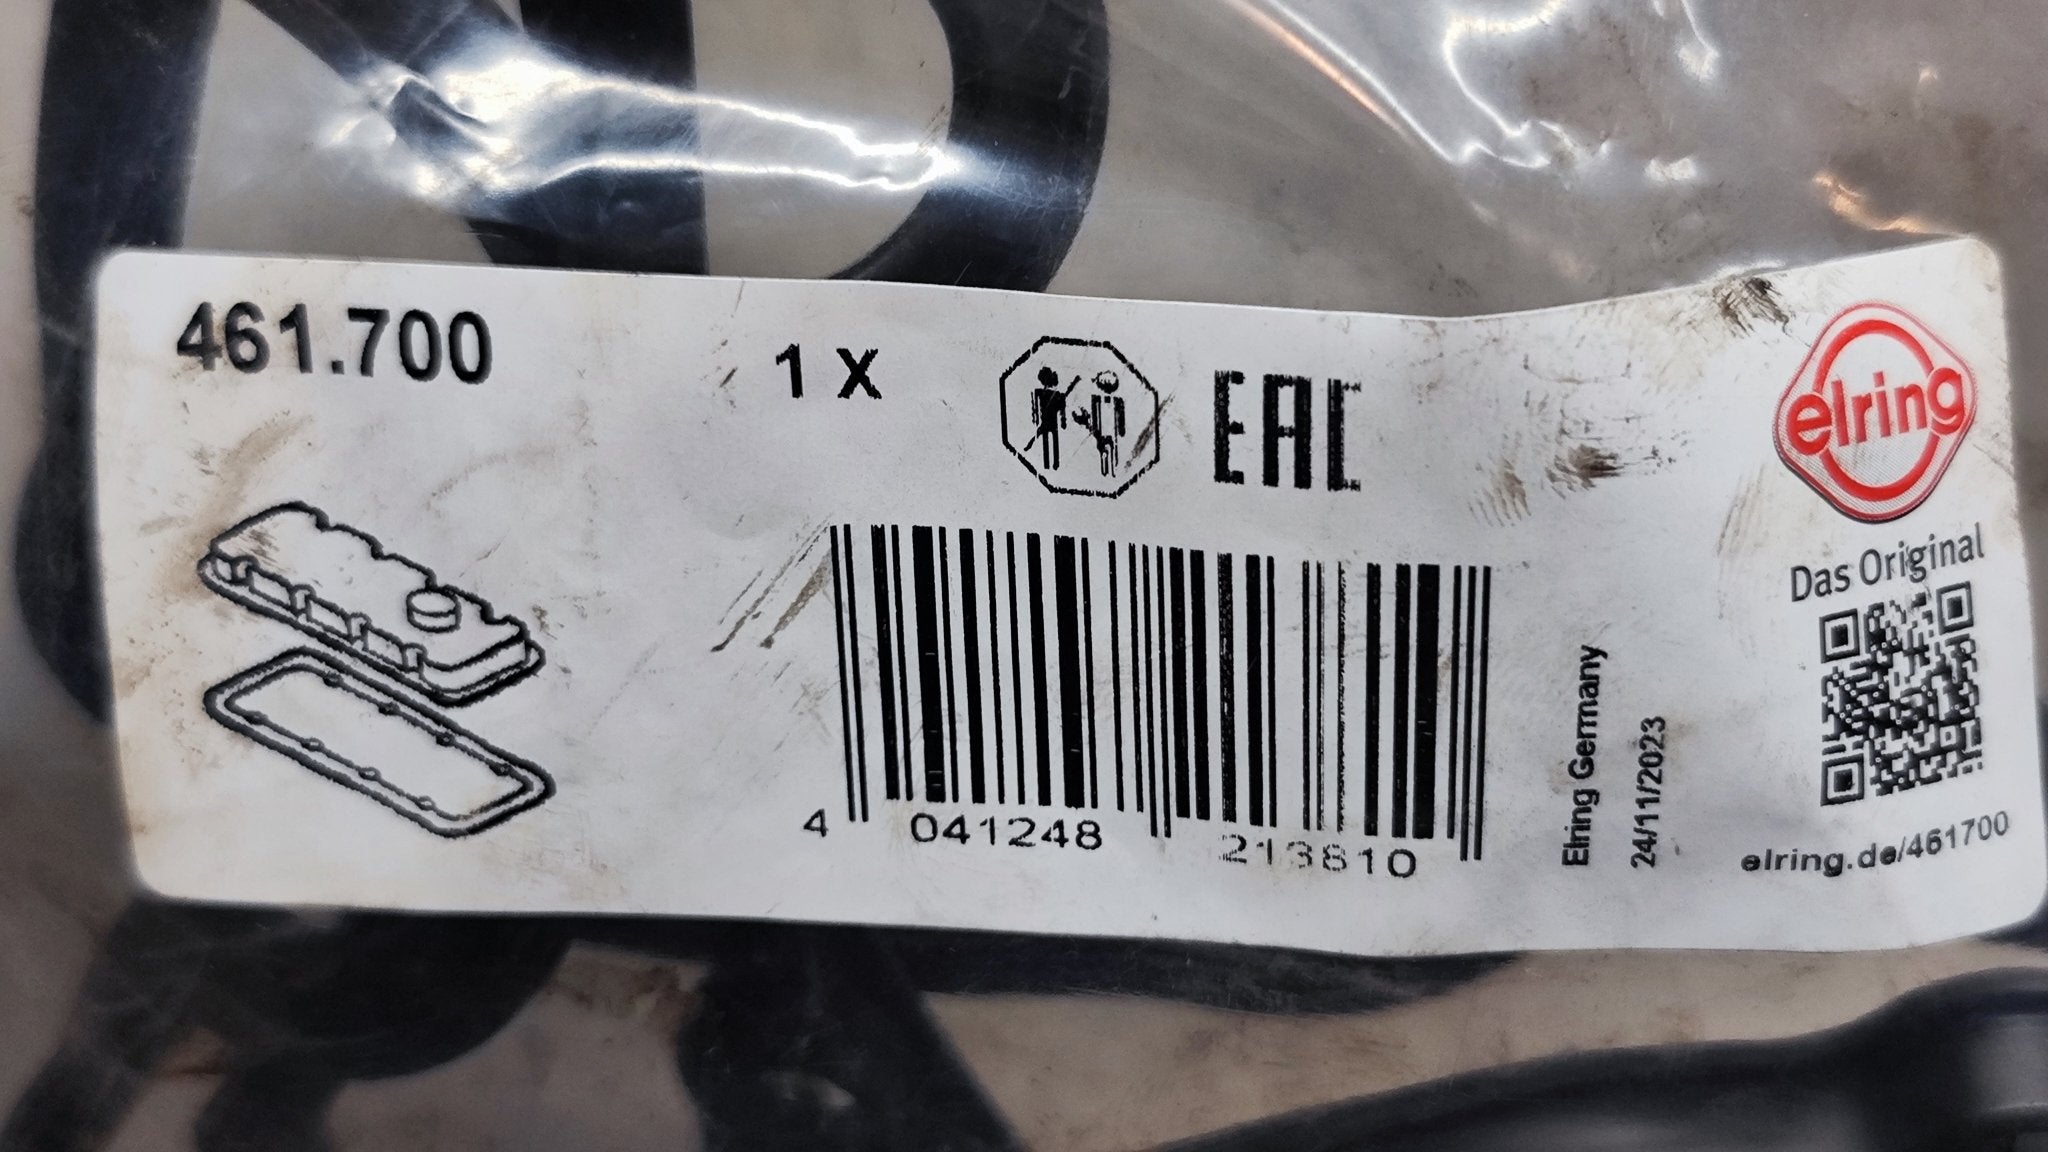 461.700
1 X
EAC
elring
Das Original
4 041248 213810
Elring Germany
24/11/2023
elring.de/461700